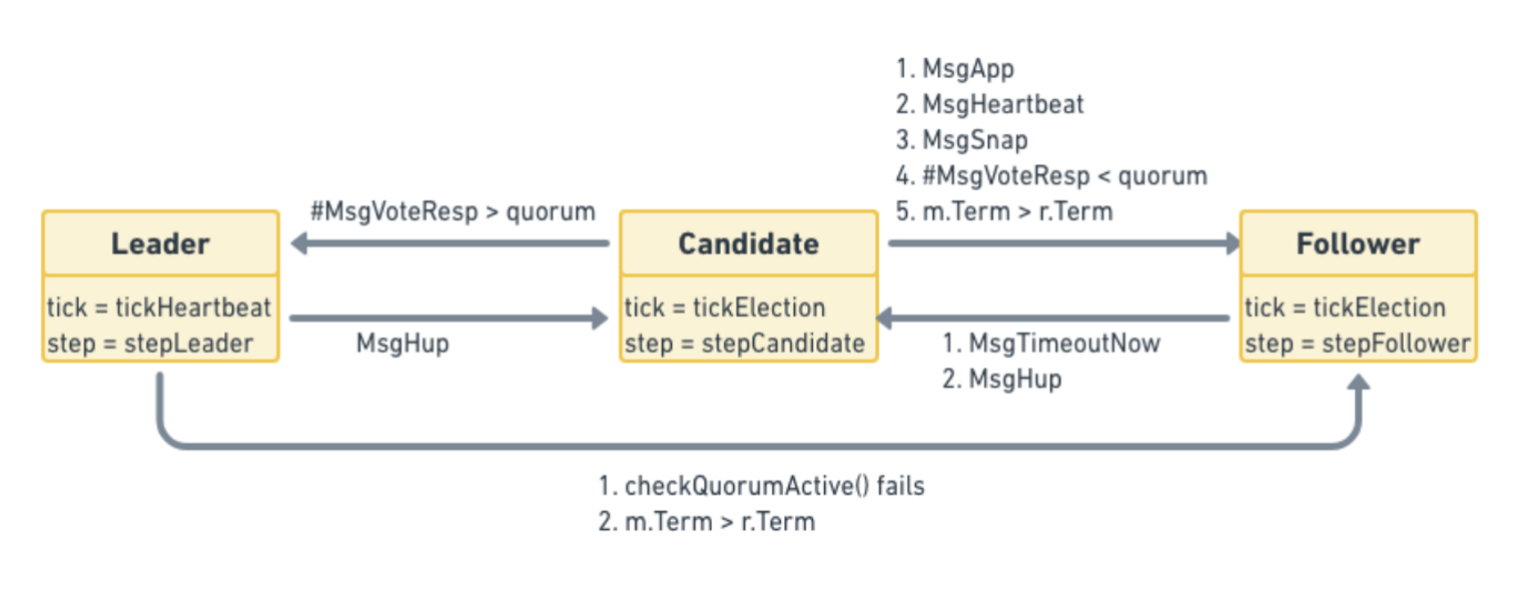 1. MsgApp
2. MsgHeartbeat
3. MsgSnap
4. #MsgVoteResp < quorum
5. m.Term > r.Term
#MsgVoteResp > quorum
Leader
tick = tickHeartbeat
step = stepLeader
Candidate
tick = tickElection
step = stepCandidate
Follower
tick = tickElection
step = stepFollower
MsgHup
1. MsgTimeoutNow
2. MsgHup
1. checkQuorumActive() fails
2. m.Term > r.Term